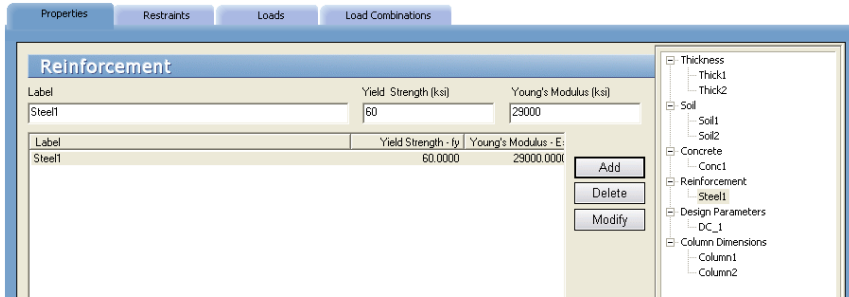 Properties Restraints Loads Load Combinations
Reinforcement
Label Yield Strength (ksi) Young's Modulus (ksi)
Steel1 60 29000
Label Yield Strength - fy Young's Modulus - E
Steel1 60.0000 29000.000
Add
Delete
Modify
Thickness
Thick1
Thick2
Soil
Soil1
Soil2
Concrete
Conc1
Reinforcement
Steel1
Design Parameters
DC_1
Column Dimensions
Column1
Column2